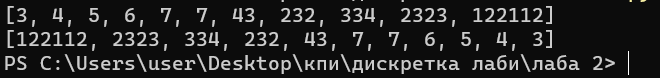 [3, 4, 5, 6, 7, 7, 43, 232, 334, 2323, 122112]
[122112, 2323, 334, 232, 43, 7, 7, 6, 5, 4, 3]
PS C:\Users\user\Desktop\кпи\дискретка лаби\лаба 2>